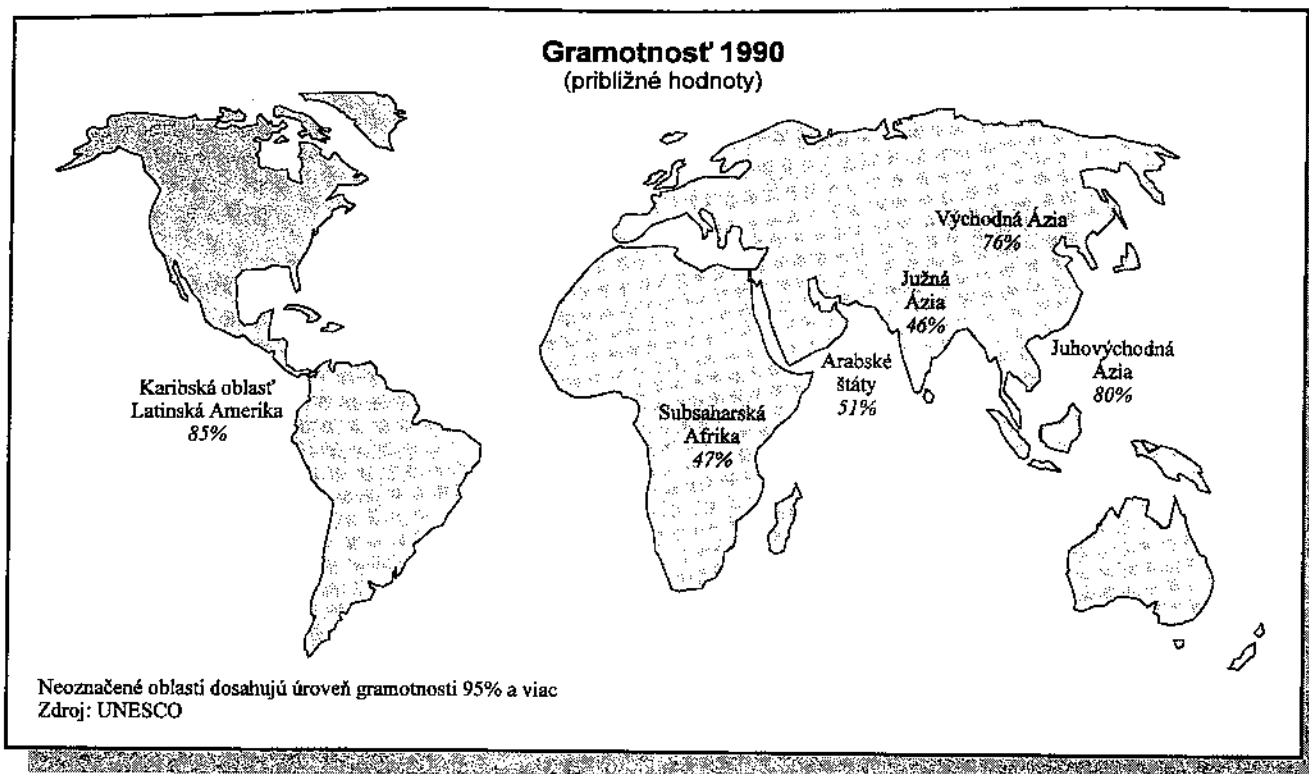 Gramotnosť 1990
(približné hodnoty)
Východná Ázia
76%
Južná
Ázia
46%
Juhovýchodná
Ázia
80%
Arabské
štáty
51%
Karibská oblasť
Latinská Amerika
85%
Subsaharská
Afrika
47%
Neoznačené oblasti dosahujú úroveň gramotnosti 95% a viac
Zdroj: UNESCO